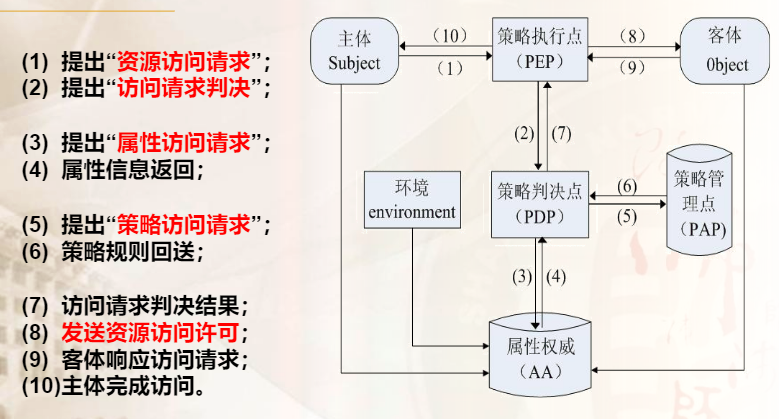 (1) 提出“资源访问请求”；
(2) 提出“访问请求判决”；
(3) 提出“属性访问请求”；
(4) 属性信息返回；
(5) 提出“策略访问请求”；
(6) 策略规则回送；
(7) 访问请求判决结果；
(8) 发送资源访问许可；
(9) 客体响应访问请求；
(10)主体完成访问。
主体
Subject
（10）
（1）
策略执行点
（PEP）
（8）
（9）
客体
0bject
(2)
(7)
环境
environment
策略判决点
（PDP）
(6)
(5)
策略管
理点
（PAP）
(3)
(4)
属性权威
（AA）